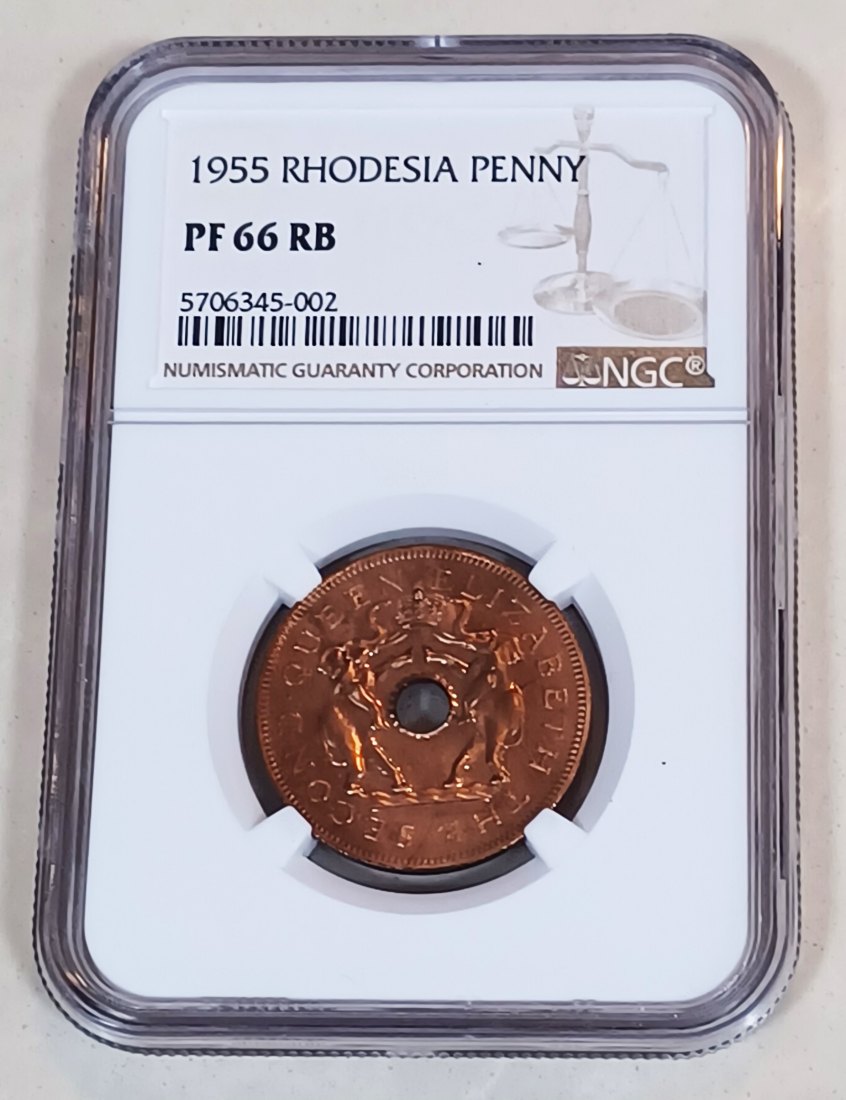 1955 RHODESIA PENNY
PF 66 RB
5706345-002
NUMISMATIC GUARANTY CORPORATION
NGC®
QUEEN ELIZABETH THE SECOND